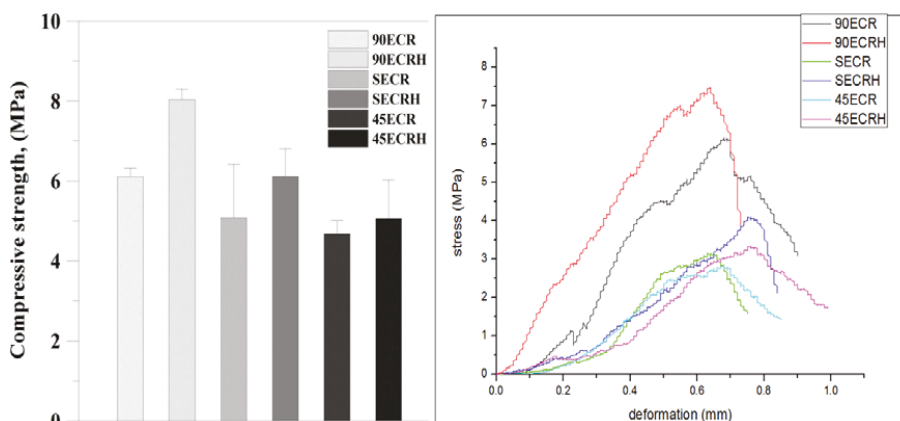 10
8
6
4
2
0
Compressive strength, (MPa)
90ECR
90ECRH
SECR
SECRH
45ECR
45ECRH
8
7
6
5
4
3
2
1
0
stress (MPa)
90ECR
90ECRH
SECR
SECRH
45ECR
45ECRH
0.0 0.2 0.4 0.6 0.8 1.0
deformation (mm)